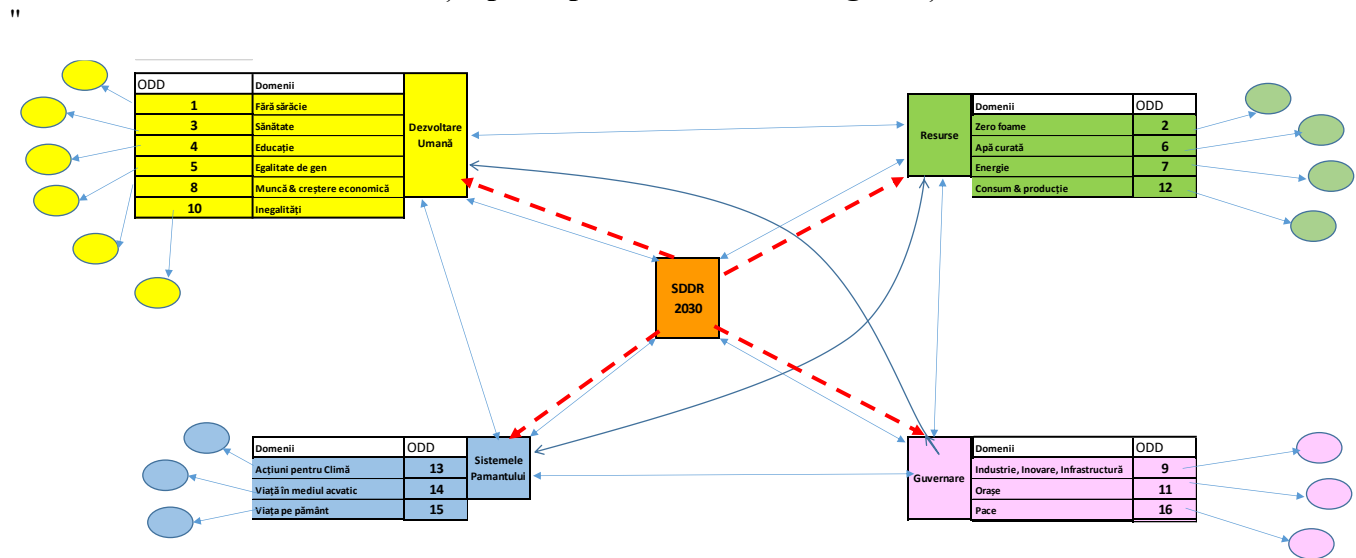 "
ODD Domenii
1 Fără sărăcie
3 Sănătate
4 Educație
5 Egalitate de gen
8 Muncă & creștere economică
10 Inegalități
Dezvoltare
Umană
Resurse
Domenii ODD
Zero foame 2
Apă curată 6
Energie 7
Consum & producție 12
SDDR
2030
Domenii ODD
Acțiuni pentru Climă 13
Viață în mediul acvatic 14
Viața pe pământ 15
Sistemele
Pamantului
Guvernare
Domenii ODD
Industrie, Inovare, Infrastructură 9
Orașe 11
Pace 16